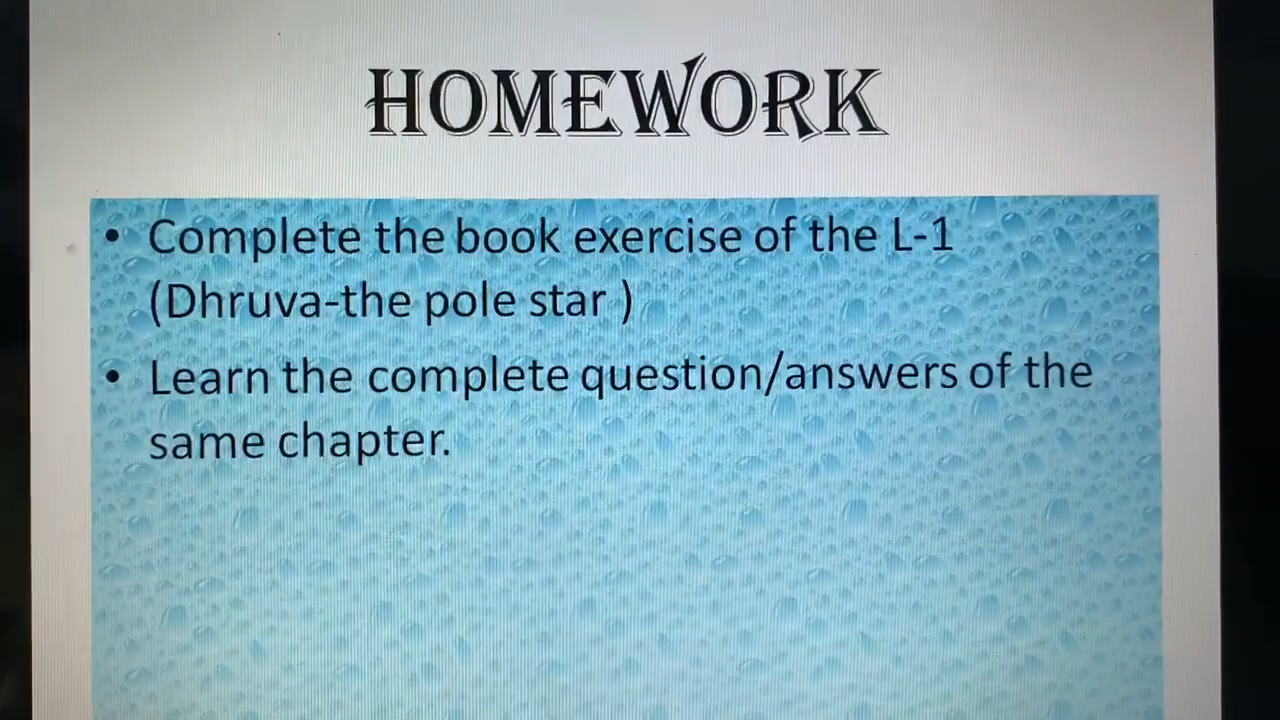 HOMEWORK
• Complete the book exercise of the L-1
(Dhruva-the pole star )
• Learn the complete question/answers of the
same chapter.